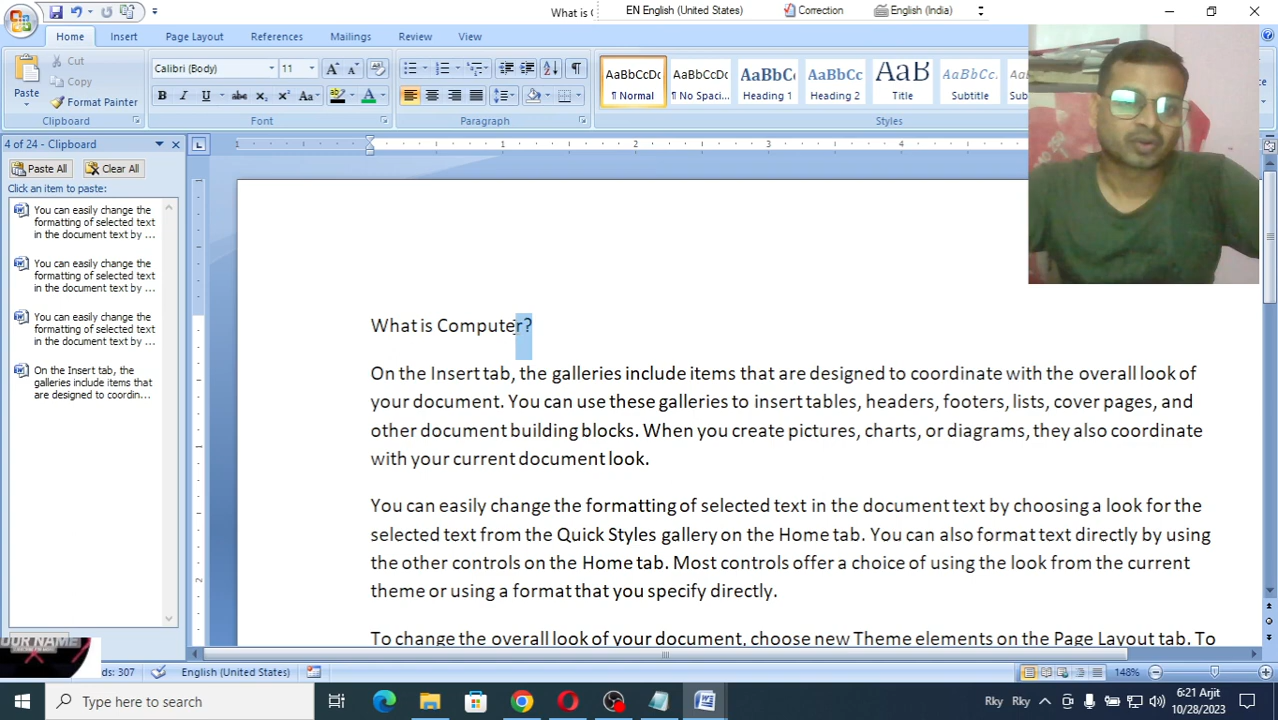 What is C
EN English (United States)
Correction
English (India)
Home Insert Page Layout References Mailings Review View
Paste
Cut
Copy
Format Painter
Clipboard
Calibri (Body) 11
Font
Paragraph
AaBbCcDc AaBbCcDc AaBbCc AaBbCc AaB AaBbCc.
¶ Normal ¶ No Spaci... Heading 1 Heading 2 Title Subtitle
Styles
4 of 24 - Clipboard
Paste All Clear All
Click an item to paste:
You can easily change the
formatting of selected text
in the document text by ...
You can easily change the
formatting of selected text
in the document text by ...
You can easily change the
formatting of selected text
in the document text by ...
On the Insert tab, the
galleries include items that
are designed to coordin...
1 1 2 3 4
What is Computer?
On the Insert tab, the galleries include items that are designed to coordinate with the overall look of
your document. You can use these galleries to insert tables, headers, footers, lists, cover pages, and
other document building blocks. When you create pictures, charts, or diagrams, they also coordinate
with your current document look.
You can easily change the formatting of selected text in the document text by choosing a look for the
selected text from the Quick Styles gallery on the Home tab. You can also format text directly by using
the other controls on the Home tab. Most controls offer a choice of using the look from the current
theme or using a format that you specify directly.
To change the overall look of your document, choose new Theme elements on the Page Layout tab. To
OUR NAME
ds: 307 English (United States) 148%
Type here to search
Rky Rky
6:21 Arjit
10/28/2023